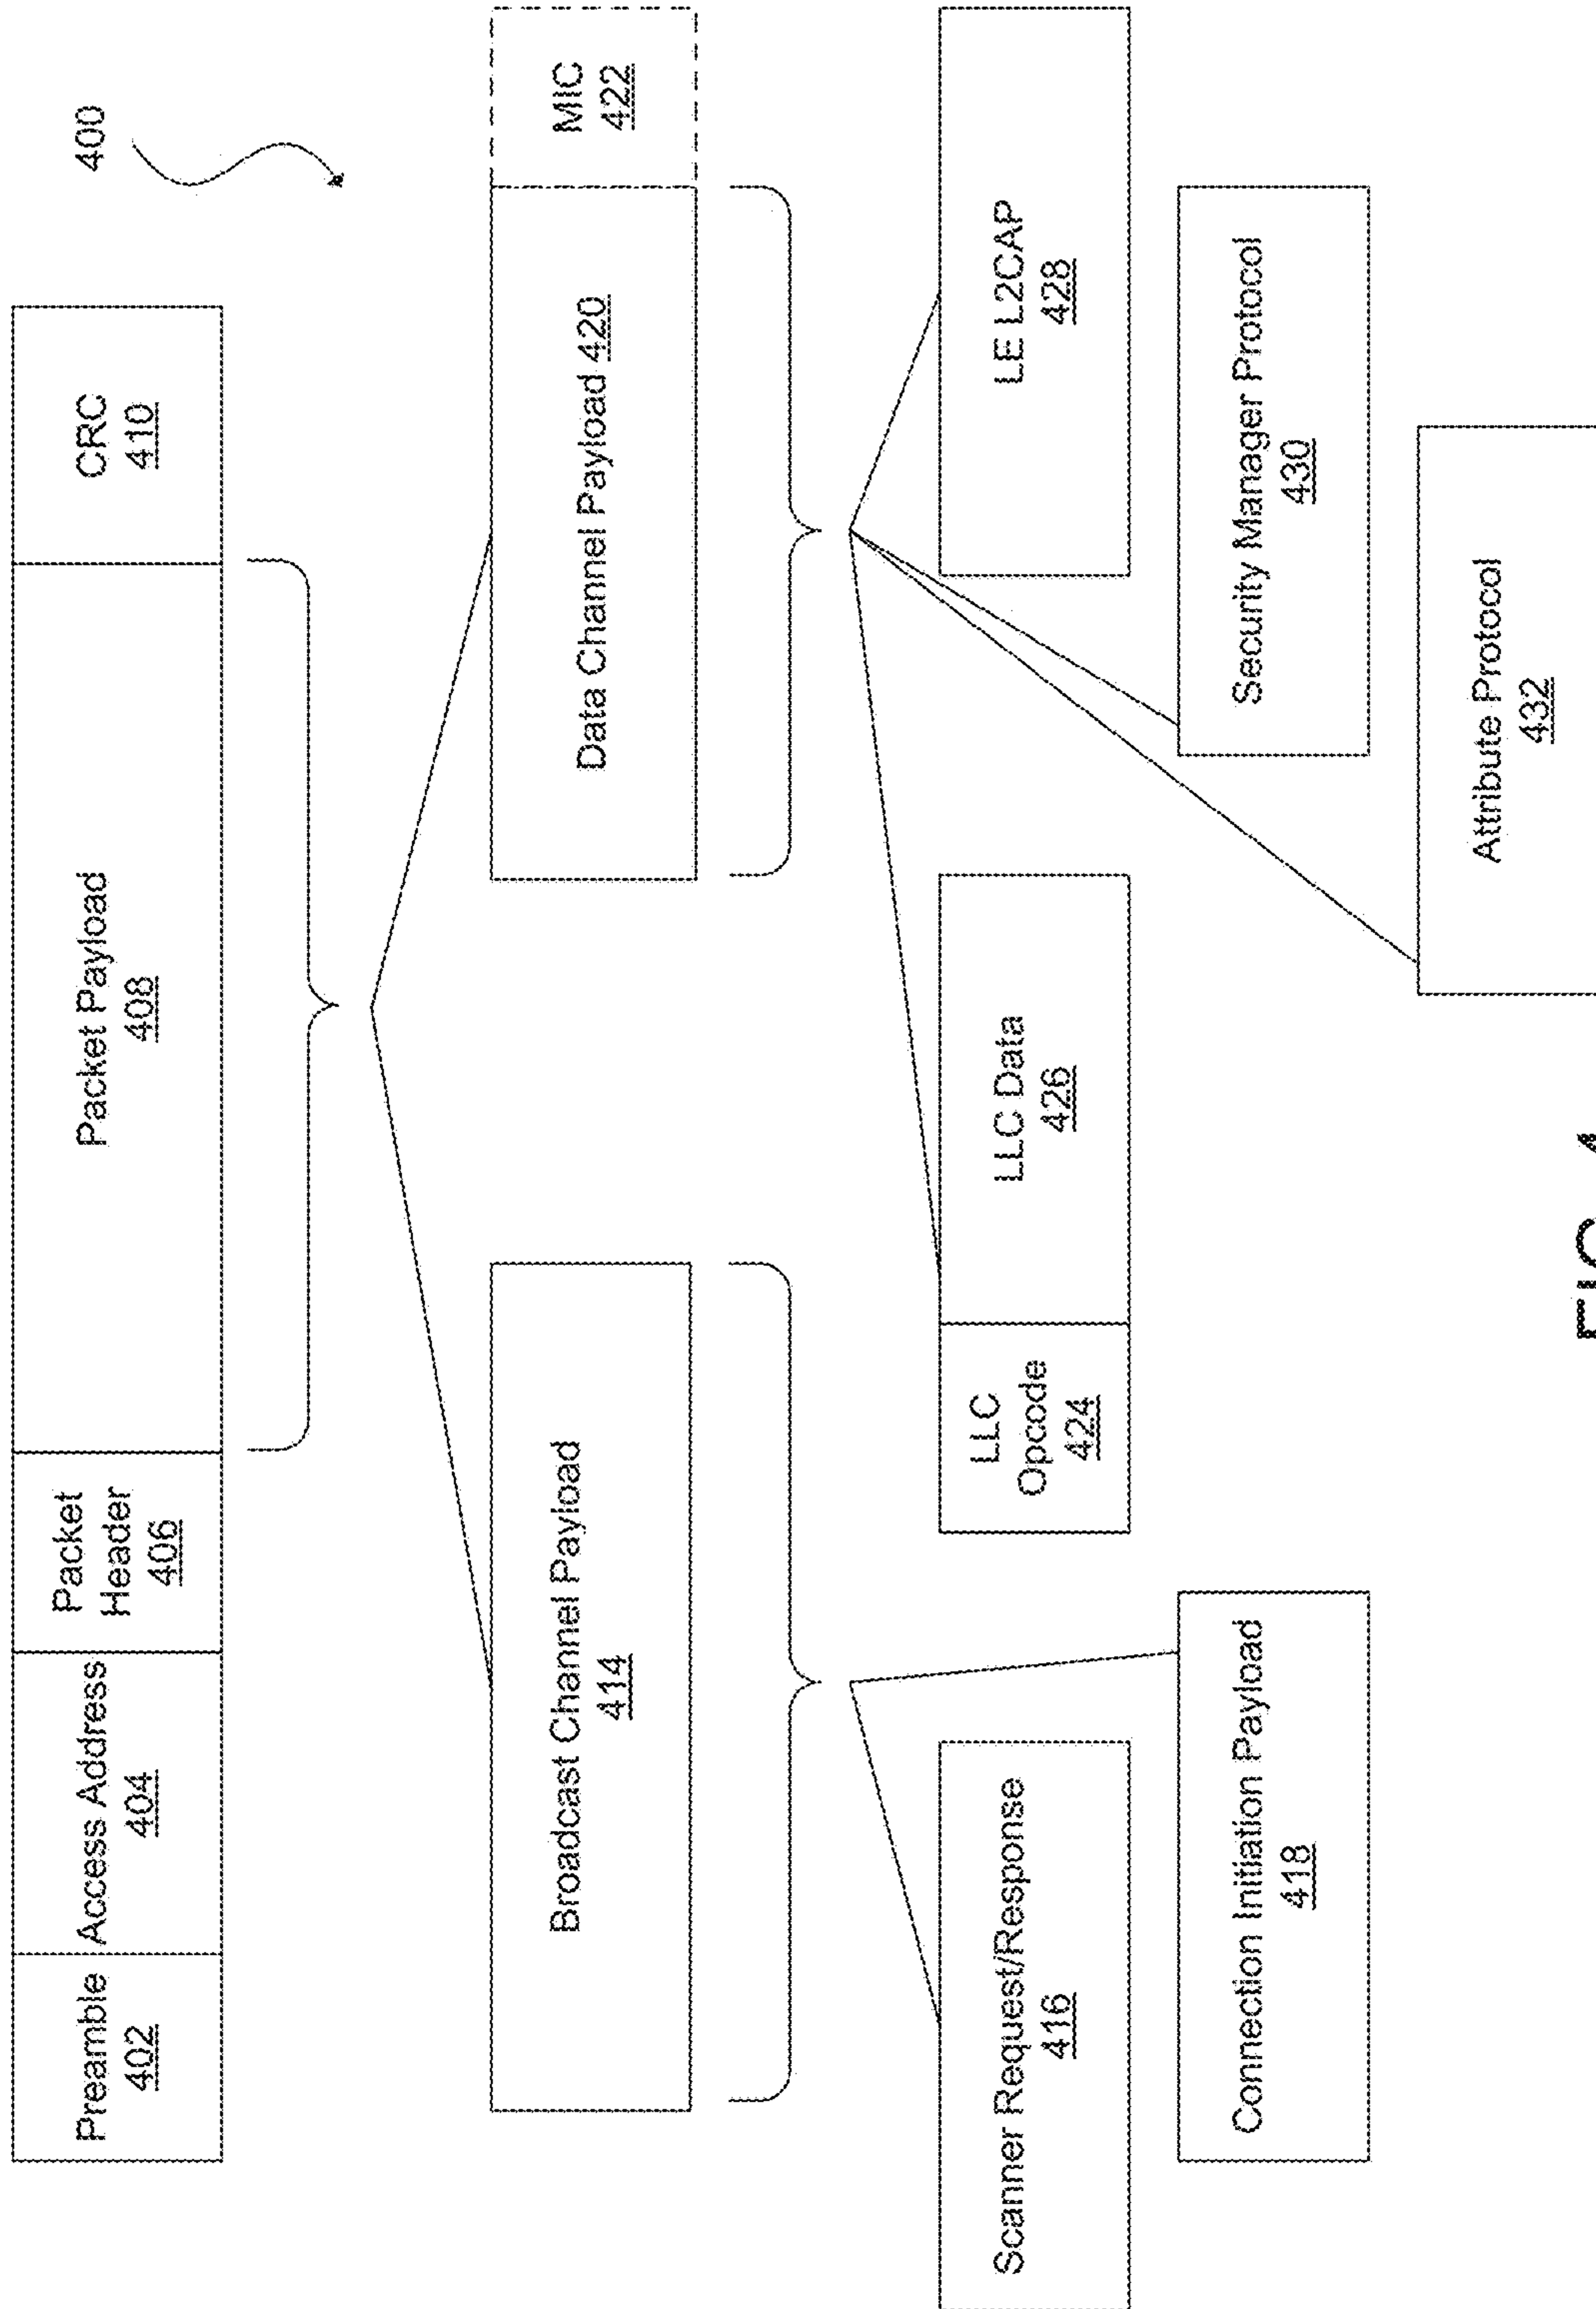 400
Preamble
402
Access Address
404
Packet
Header
406
Packet Payload
408
CRC
410
Broadcast Channel Payload
414
Data Channel Payload 420
MIC
422
Scanner Request/Response
416
Connection Initiation Payload
418
LLC
Opcode
424
LLC Data
426
LE L2CAP
428
Security Manager Protocol
430
Attribute Protocol
432